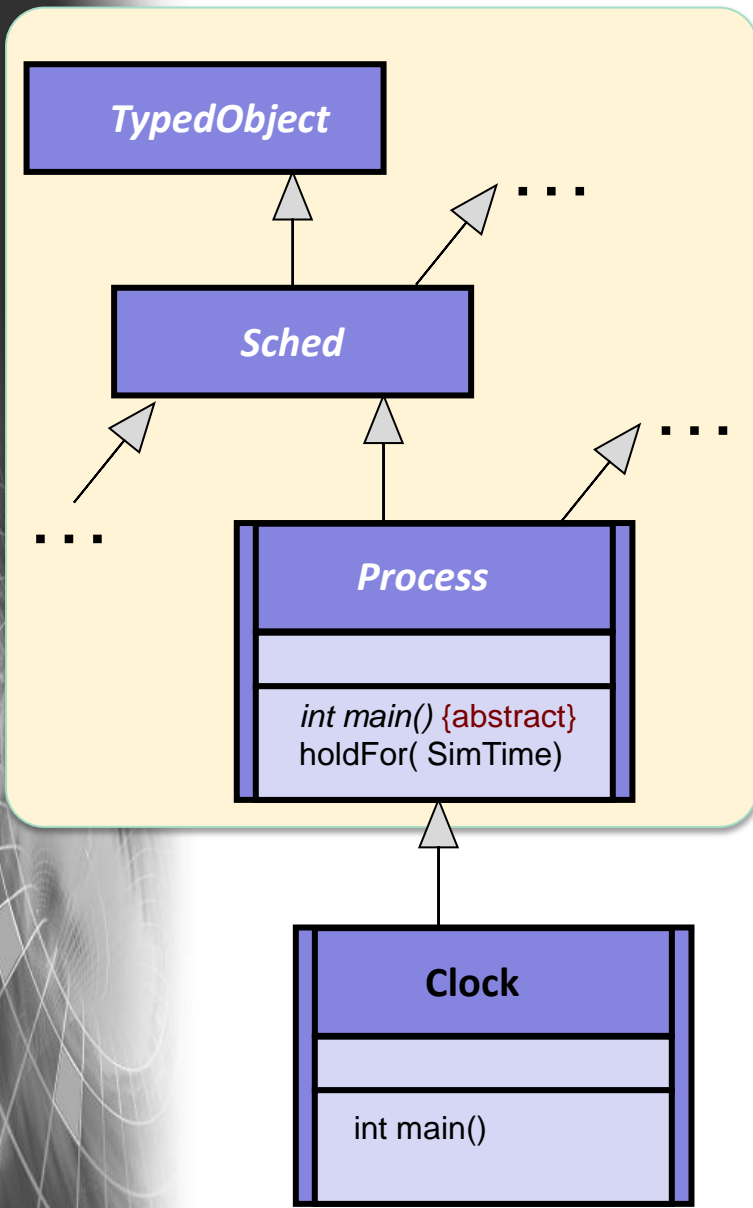 TypedObject
. . .
Sched
. . .
. . .
Process
int main() {abstract}
holdFor( SimTime)
Clock
int main()